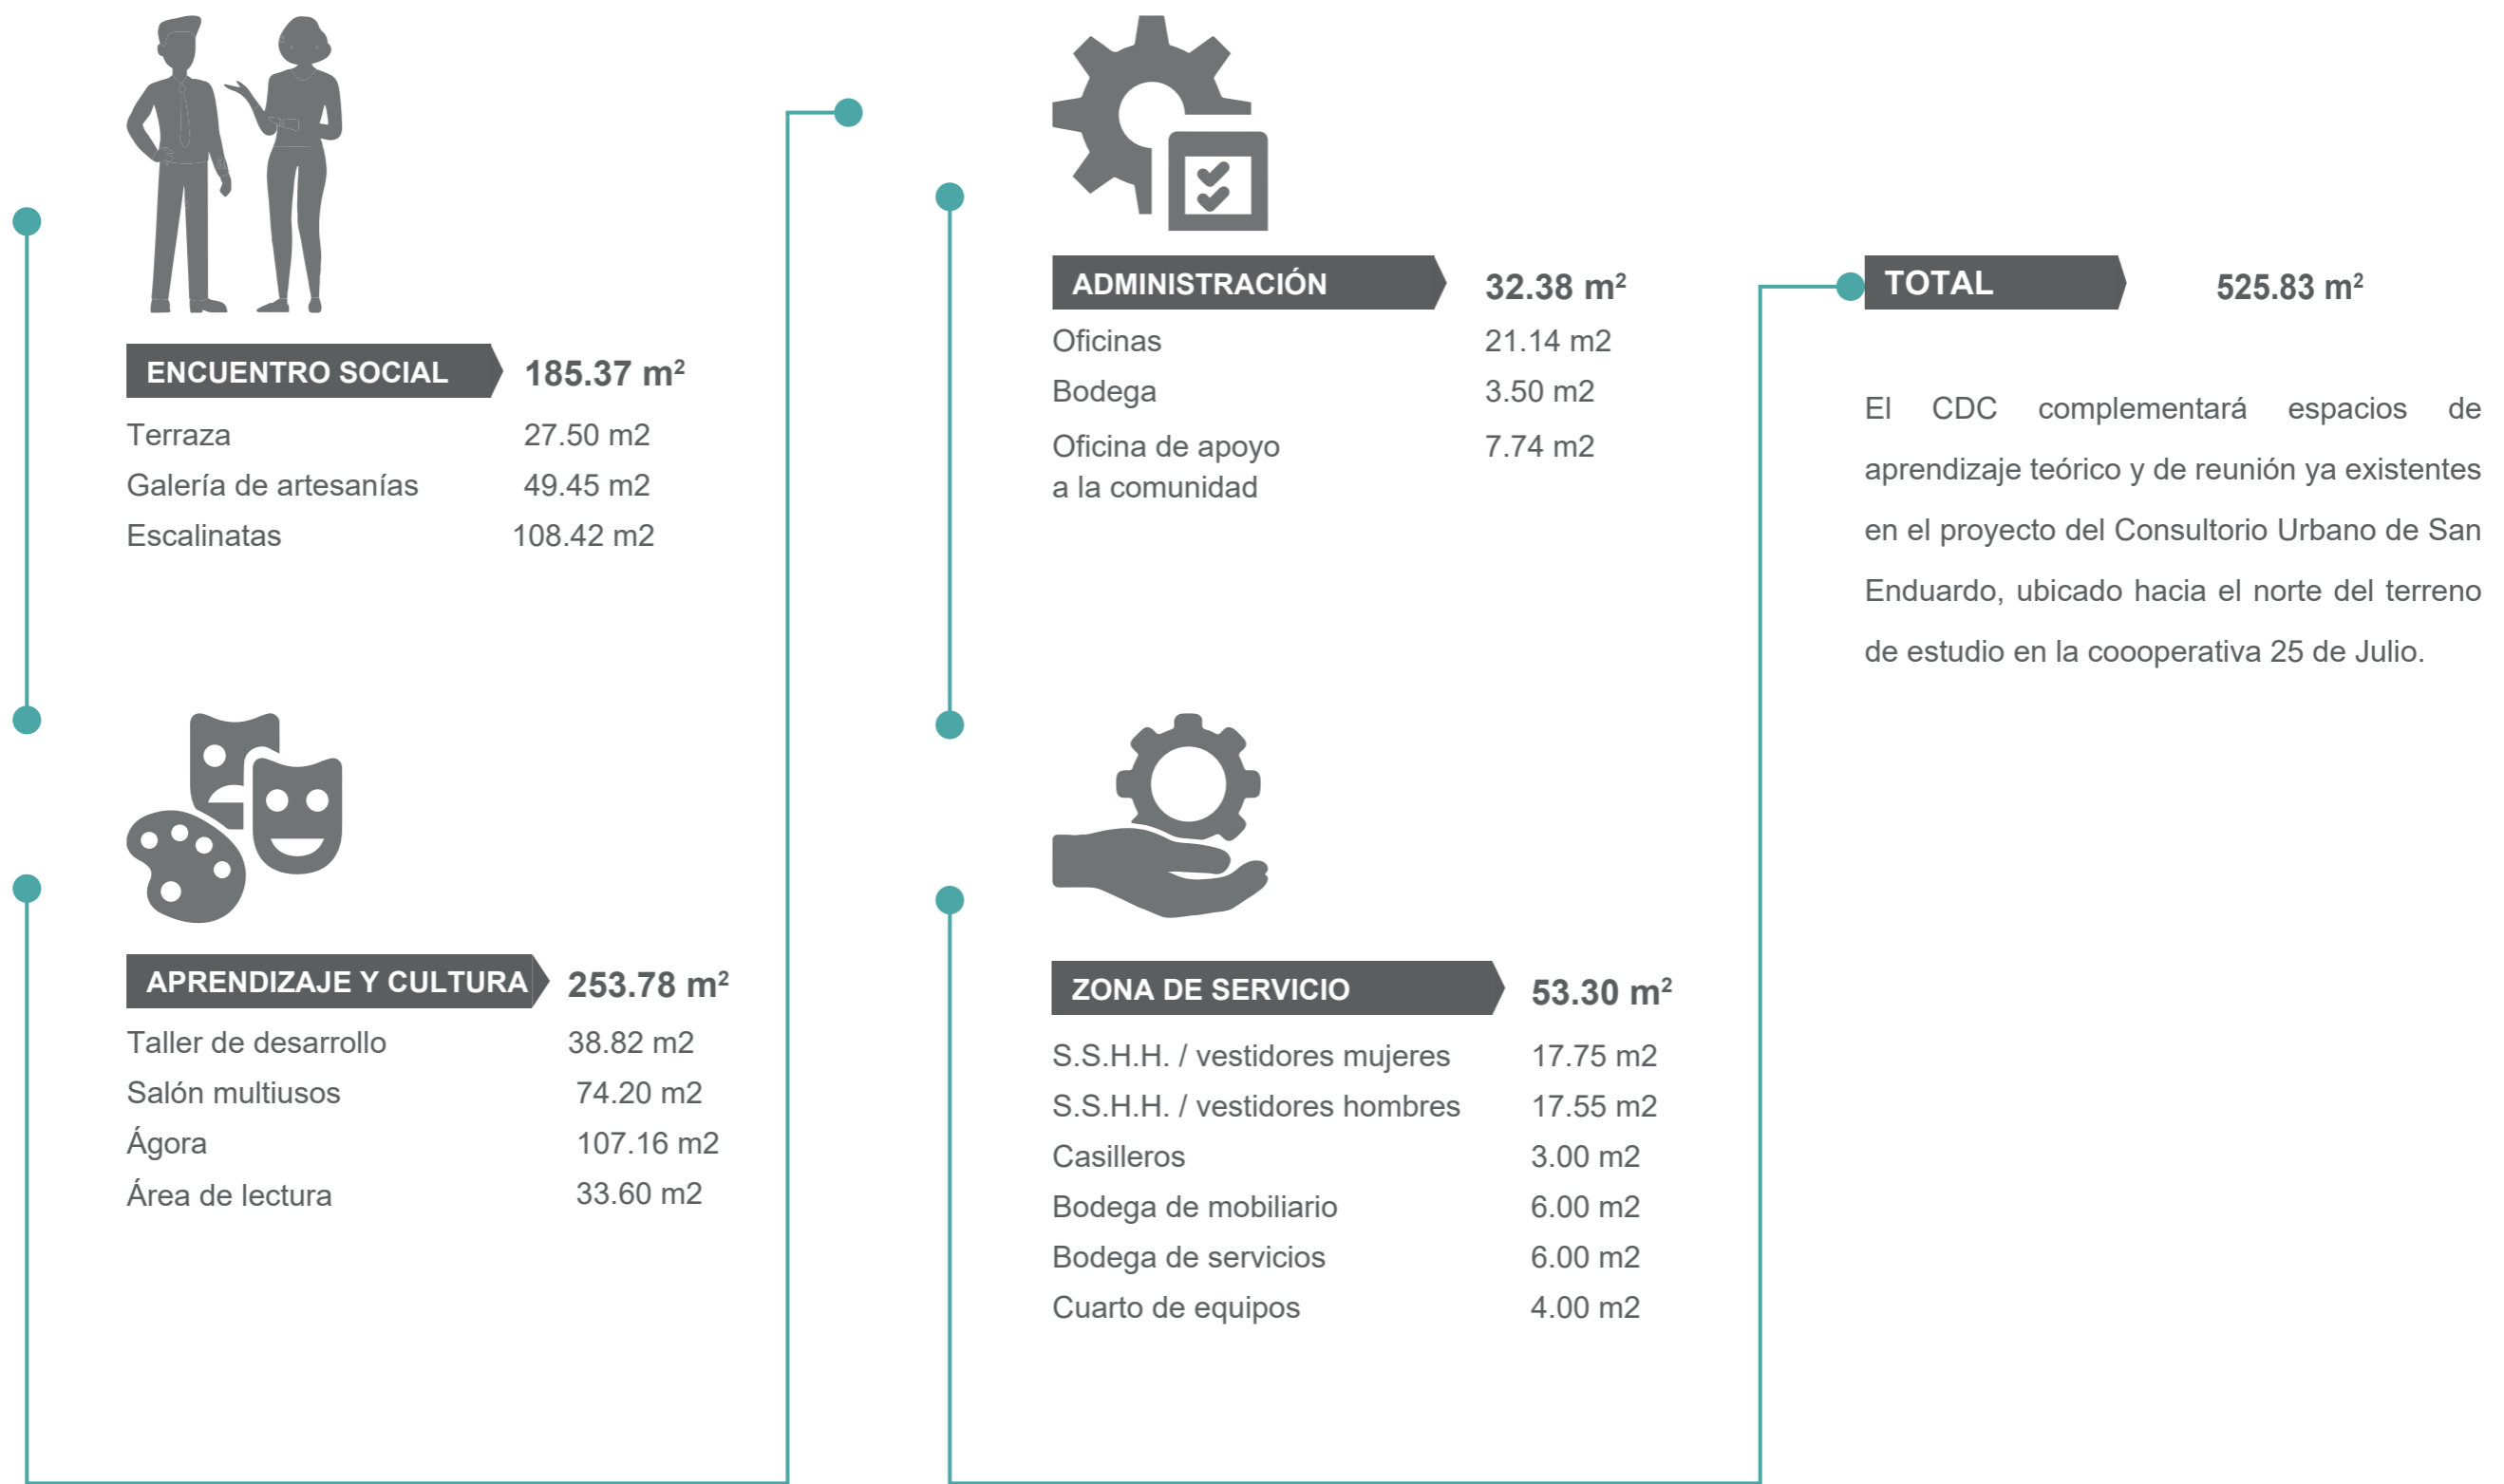 ENCUENTRO SOCIAL 185.37 m²
Terraza 27.50 m2
Galería de artesanías 49.45 m2
Escalinatas 108.42 m2
APRENDIZAJE Y CULTURA 253.78 m²
Taller de desarrollo 38.82 m2
Salón multiusos 74.20 m2
Ágora 107.16 m2
Área de lectura 33.60 m2
ADMINISTRACIÓN 32.38 m²
Oficinas 21.14 m2
Bodega 3.50 m2
Oficina de apoyo 7.74 m2
a la comunidad
ZONA DE SERVICIO 53.30 m²
S.S.H.H. / vestidores mujeres 17.75 m2
S.S.H.H. / vestidores hombres 17.55 m2
Casilleros 3.00 m2
Bodega de mobiliario 6.00 m2
Bodega de servicios 6.00 m2
Cuarto de equipos 4.00 m2
TOTAL 525.83 m²
El CDC complementará espacios de
aprendizaje teórico y de reunión ya existentes
en el proyecto del Consultorio Urbano de San
Enduardo, ubicado hacia el norte del terreno
de estudio en la coooperativa 25 de Julio.